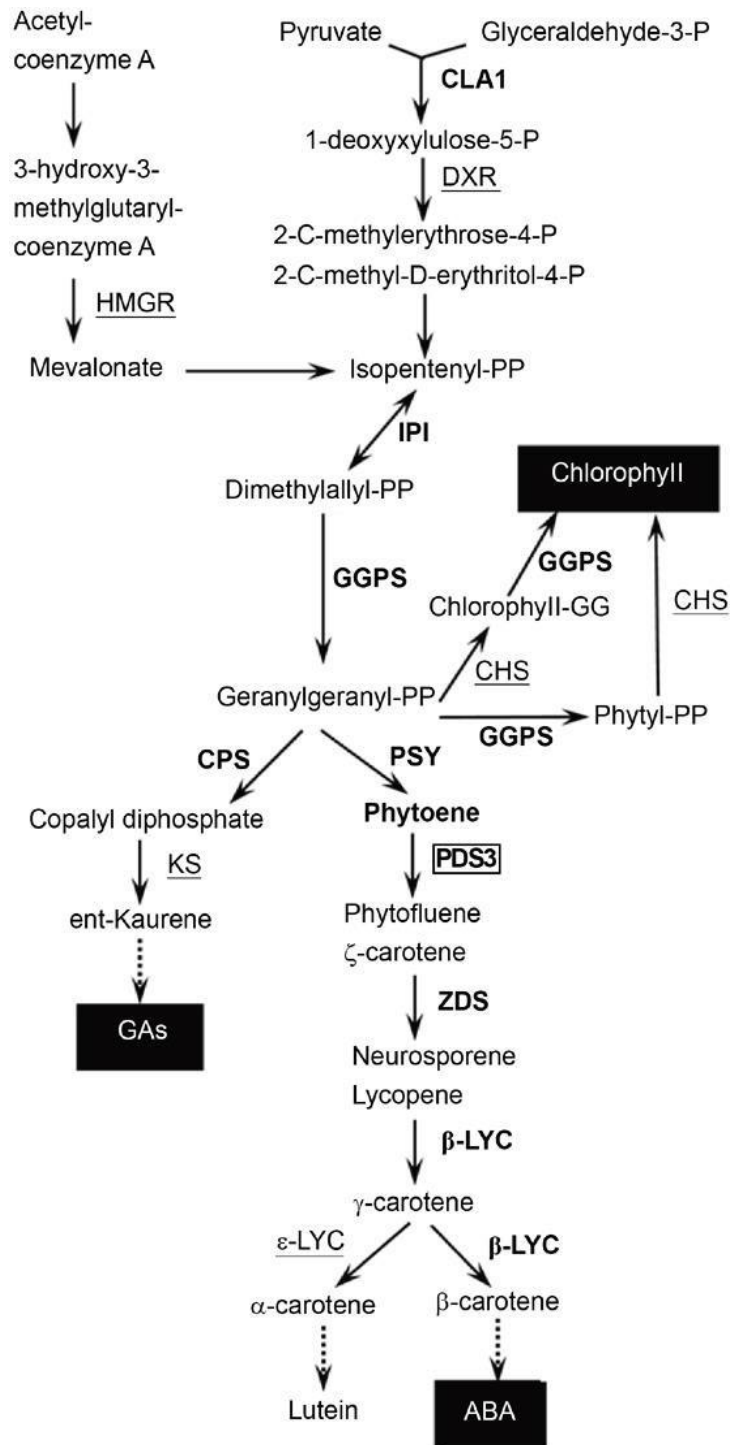 Acetyl-
coenzyme A
Pyruvate
Glyceraldehyde-3-P
CLA1
1-deoxyxylulose-5-P
3-hydroxy-3-
methylglutaryl-
coenzyme A
DXR
2-C-methylerythrose-4-P
2-C-methyl-D-erythritol-4-P
HMGR
Mevalonate
Isopentenyl-PP
IPI
Dimethylallyl-PP
Chlorophyll
GGPS
GGPS
Chlorophyll-GG
CHS
CHS
Geranylgeranyl-PP
GGPS
Phytyl-PP
CPS
PSY
Copalyl diphosphate
Phytoene
KS
PDS3
ent-Kaurene
Phytofluene
ζ-carotene
GAs
ZDS
Neurosporene
Lycopene
β-LYC
γ-carotene
ε-LYC
β-LYC
α-carotene
β-carotene
Lutein
ABA